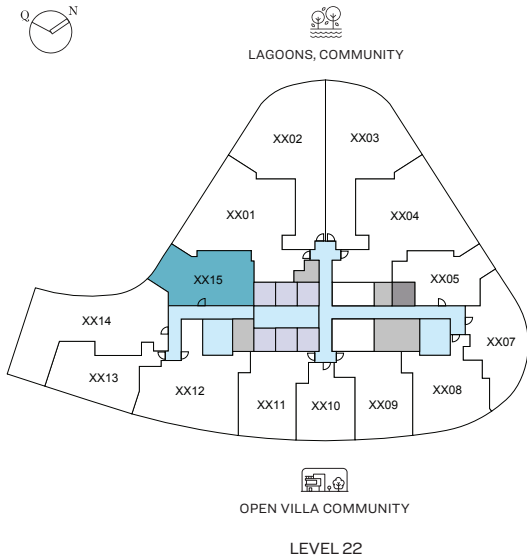 Q N
LAGOONS, COMMUNITY
XX02 XX03
XX01 XX04
XX15 XX05
XX14 XX07
XX13 XX12 XX11 XX10 XX09 XX08
OPEN VILLA COMMUNITY
LEVEL 22